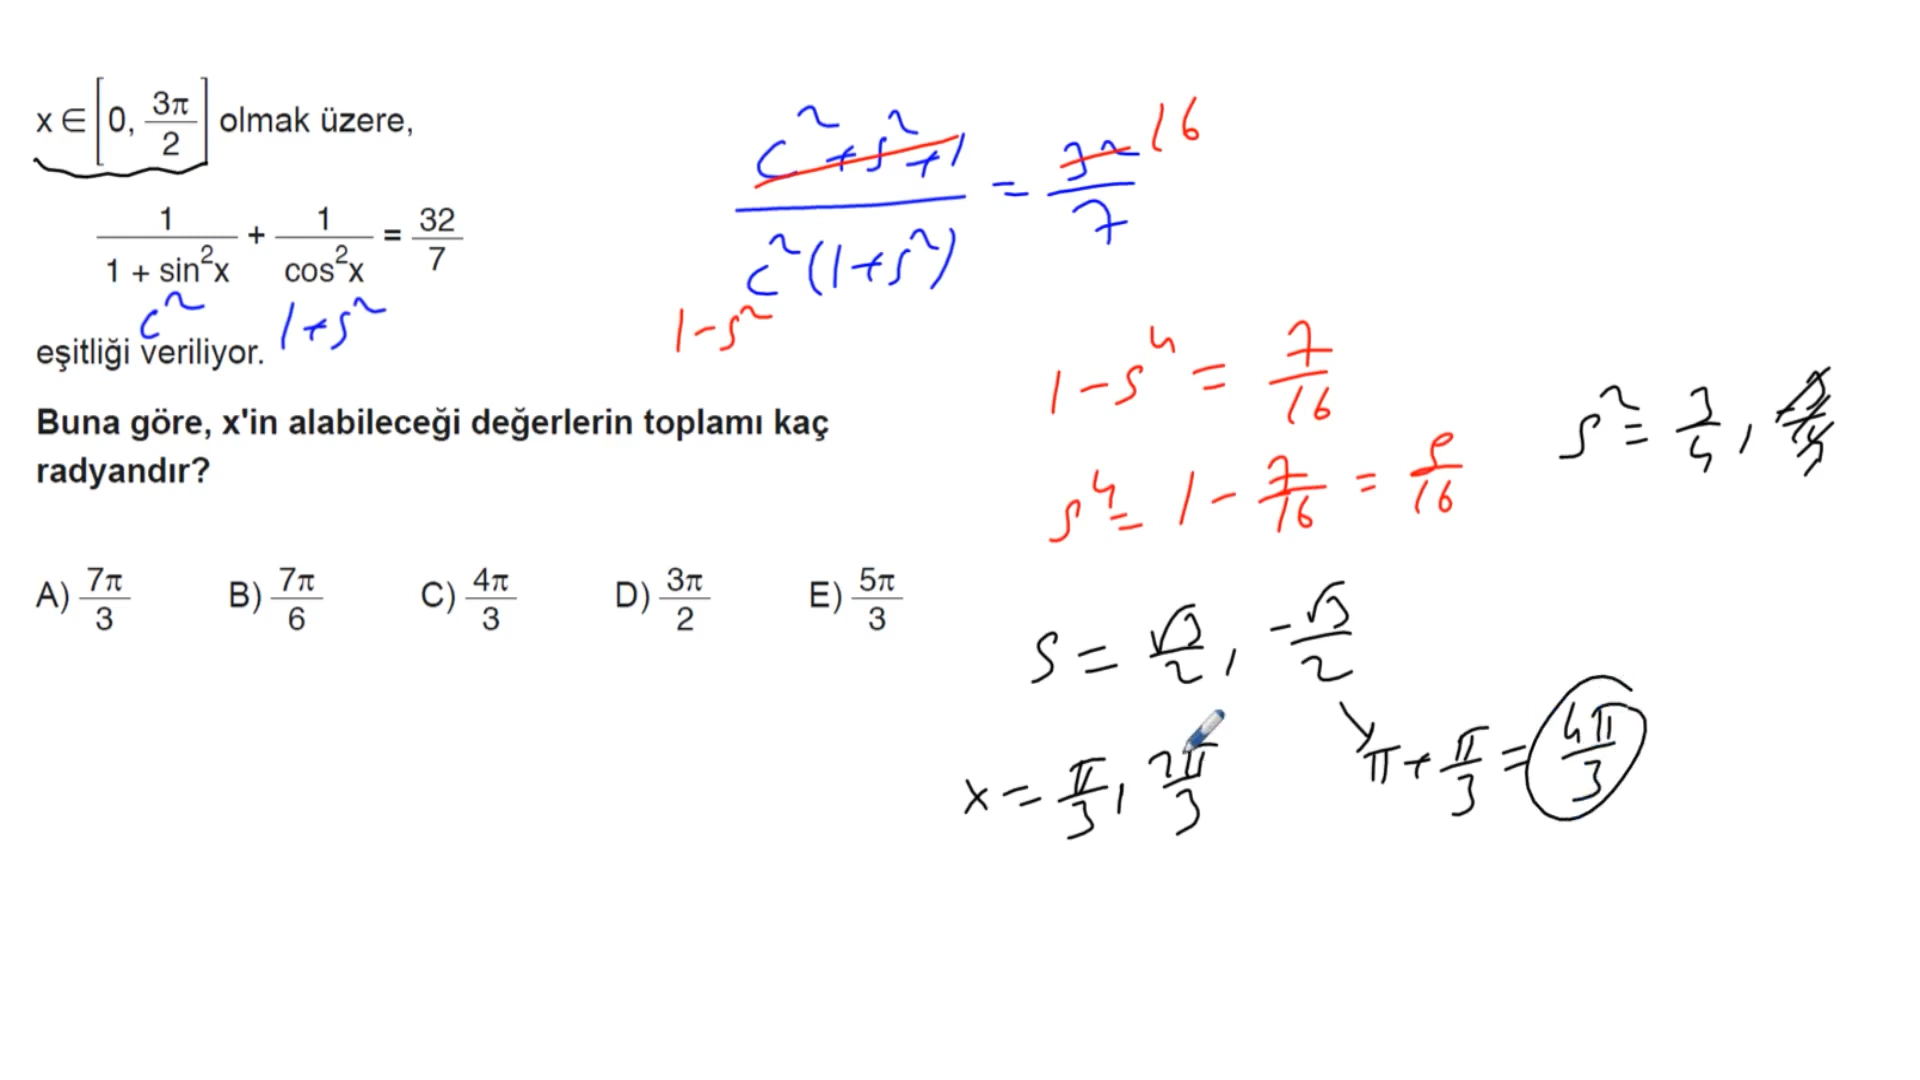 x ∈ [0, 3π/2] olmak üzere,
1/(1 + sin²x) + 1/cos²x = 32/7
c² 1+s²
eşitliği veriliyor.
Buna göre, x'in alabileceği değerlerin toplamı kaç
radyandır?
A) 7π/3 B) 7π/6 C) 4π/3 D) 3π/2 E) 5π/3
(c²+s²+1)/(c²(1+s²)) = 32/7 16
1-s²
1-s⁴ = 7/16
s⁴ = 1 - 7/16 = 9/16
s² = 3/4,
s = √3/2, -√3/2
x = π/3, 2π/3
π+π/3 = 4π/3